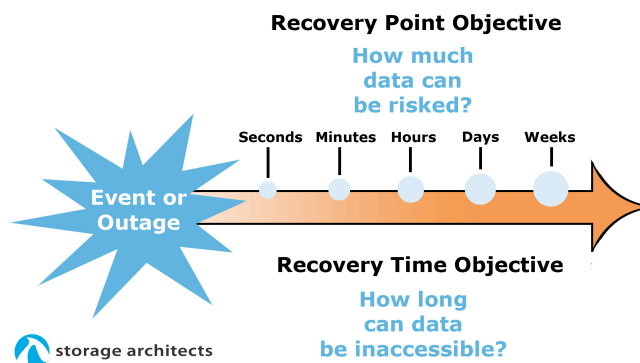 Recovery Point Objective
How much
data can
be risked?
Seconds Minutes Hours Days Weeks
Event or
Outage
Recovery Time Objective
How long
can data
be inaccessible?
storage architects